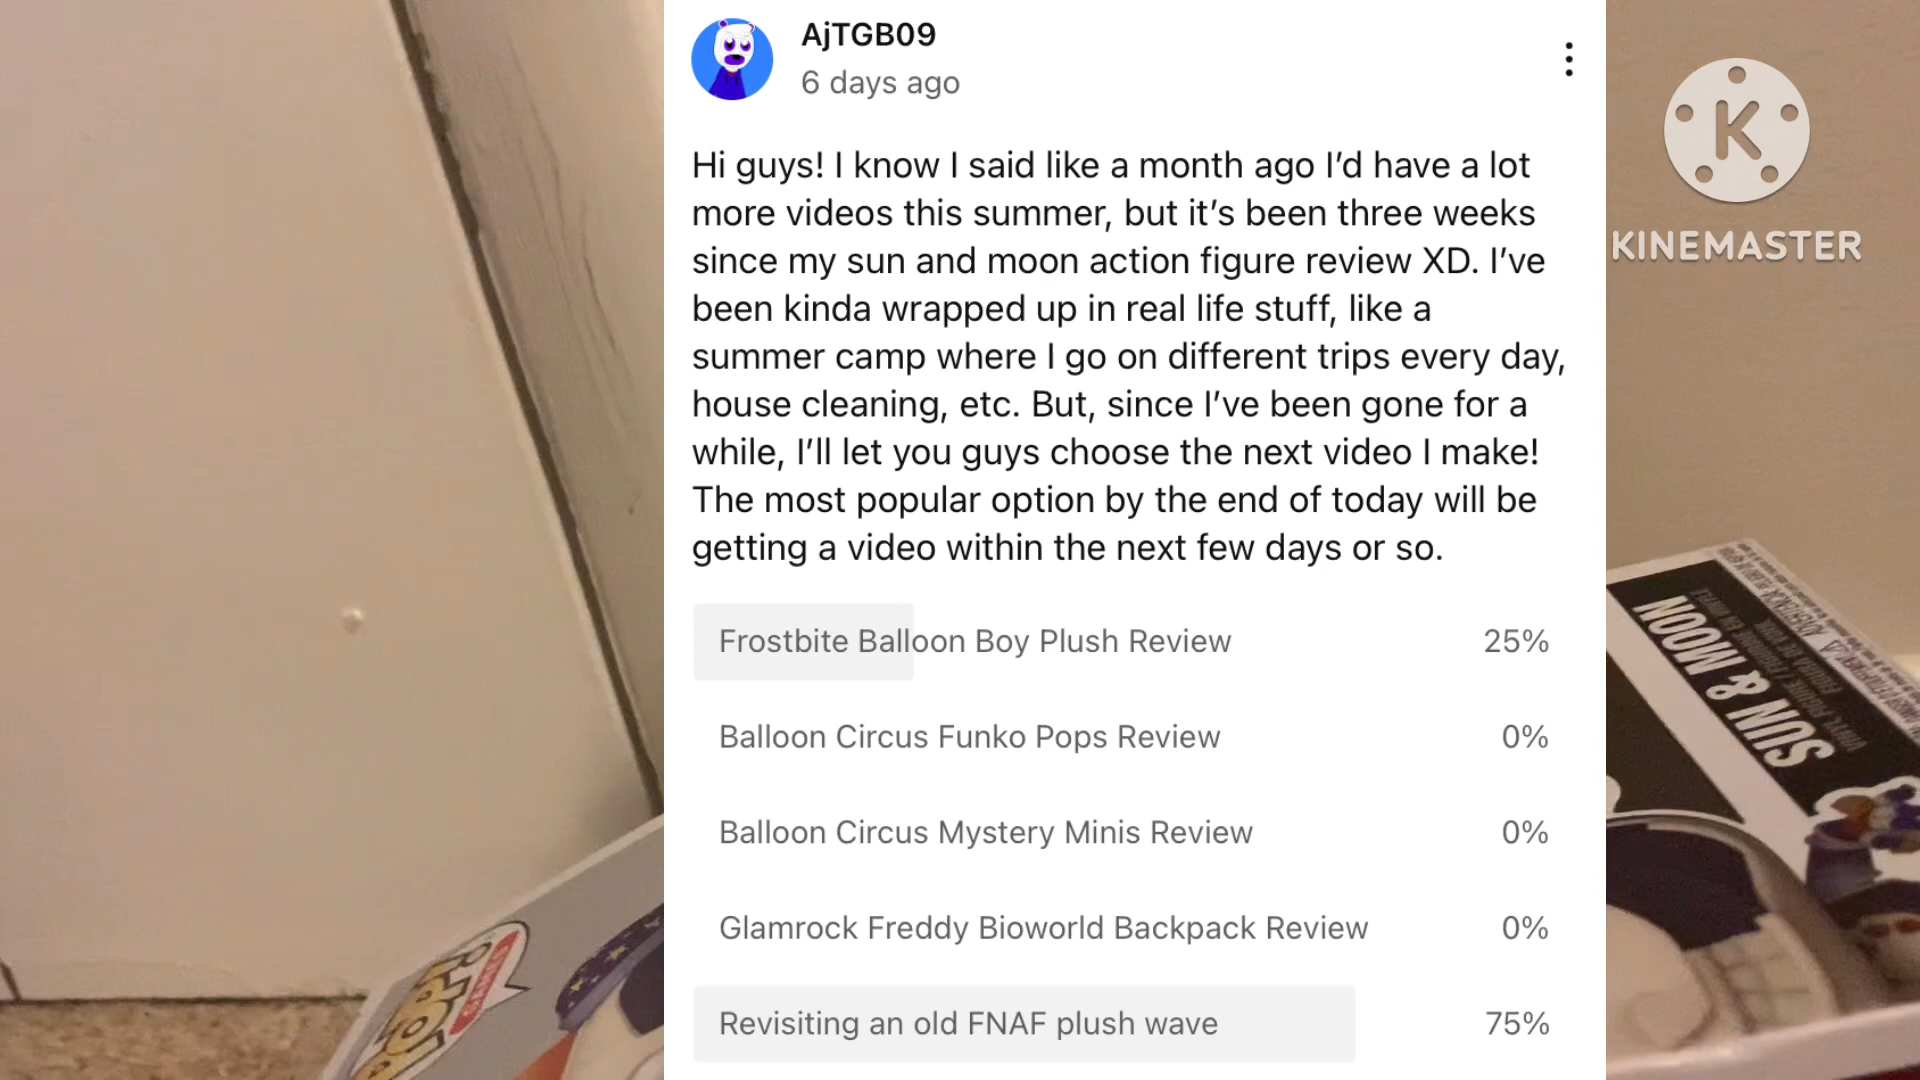 AjTGB09
6 days ago
Hi guys! I know I said like a month ago I’d have a lot
more videos this summer, but it’s been three weeks
since my sun and moon action figure review XD. I’ve
been kinda wrapped up in real life stuff, like a
summer camp where I go on different trips every day,
house cleaning, etc. But, since I’ve been gone for a
while, I’ll let you guys choose the next video I make!
The most popular option by the end of today will be
getting a video within the next few days or so.
Frostbite Balloon Boy Plush Review 25%
Balloon Circus Funko Pops Review 0%
Balloon Circus Mystery Minis Review 0%
Glamrock Freddy Bioworld Backpack Review 0%
Revisiting an old FNAF plush wave 75%
K
KINEMASTER
SUN & MOON
POP!
GAMES